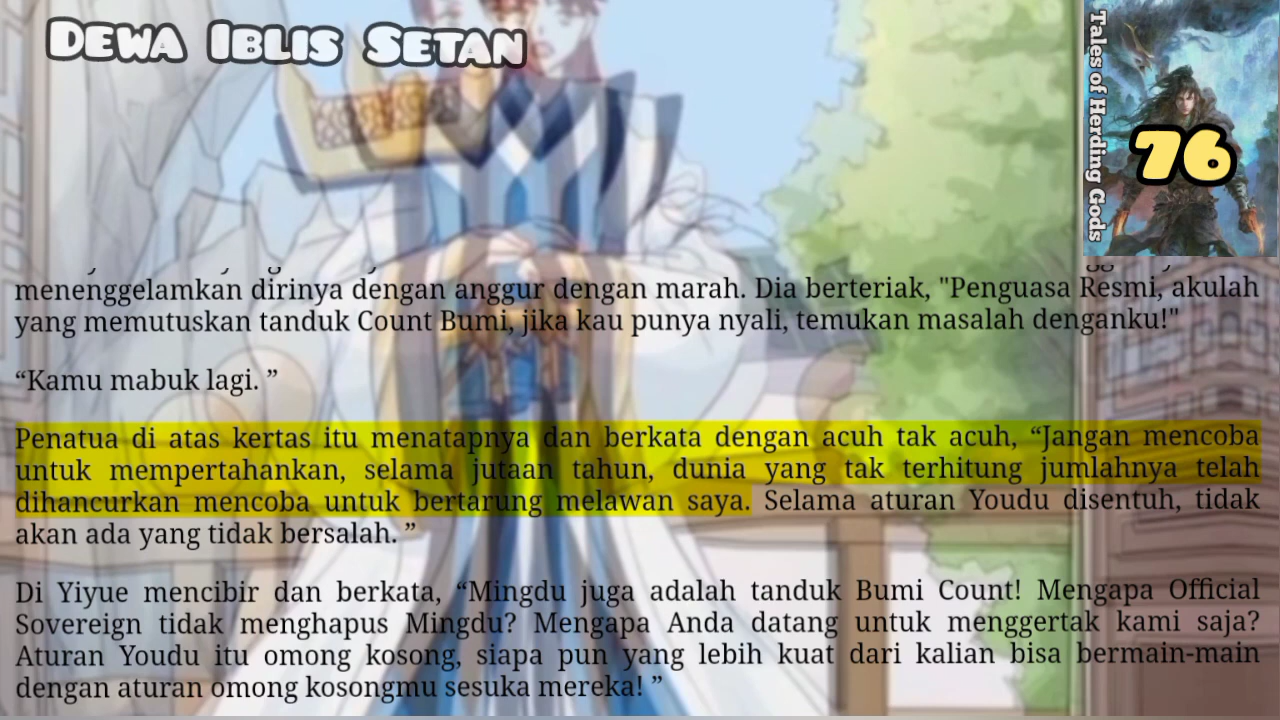 Dewa Iblis Setan
Tales of Herding Gods
76
menenggelamkan dirinya dengan anggur dengan marah. Dia berteriak, "Penguasa Resmi, akulah
yang memutuskan tanduk Count Bumi, jika kau punya nyali, temukan masalah denganku!"
“Kamu mabuk lagi. ”
Penatua di atas kertas itu menatapnya dan berkata dengan acuh tak acuh, “Jangan mencoba
untuk mempertahankan, selama jutaan tahun, dunia yang tak terhitung jumlahnya telah
dihancurkan mencoba untuk bertarung melawan saya. Selama aturan Youdu disentuh, tidak
akan ada yang tidak bersalah. ”
Di Yiyue mencibir dan berkata, “Mingdu juga adalah tanduk Bumi Count! Mengapa Official
Sovereign tidak menghapus Mingdu? Mengapa Anda datang untuk menggertak kami saja?
Aturan Youdu itu omong kosong, siapa pun yang lebih kuat dari kalian bisa bermain-main
dengan aturan omong kosongmu sesuka mereka! ”